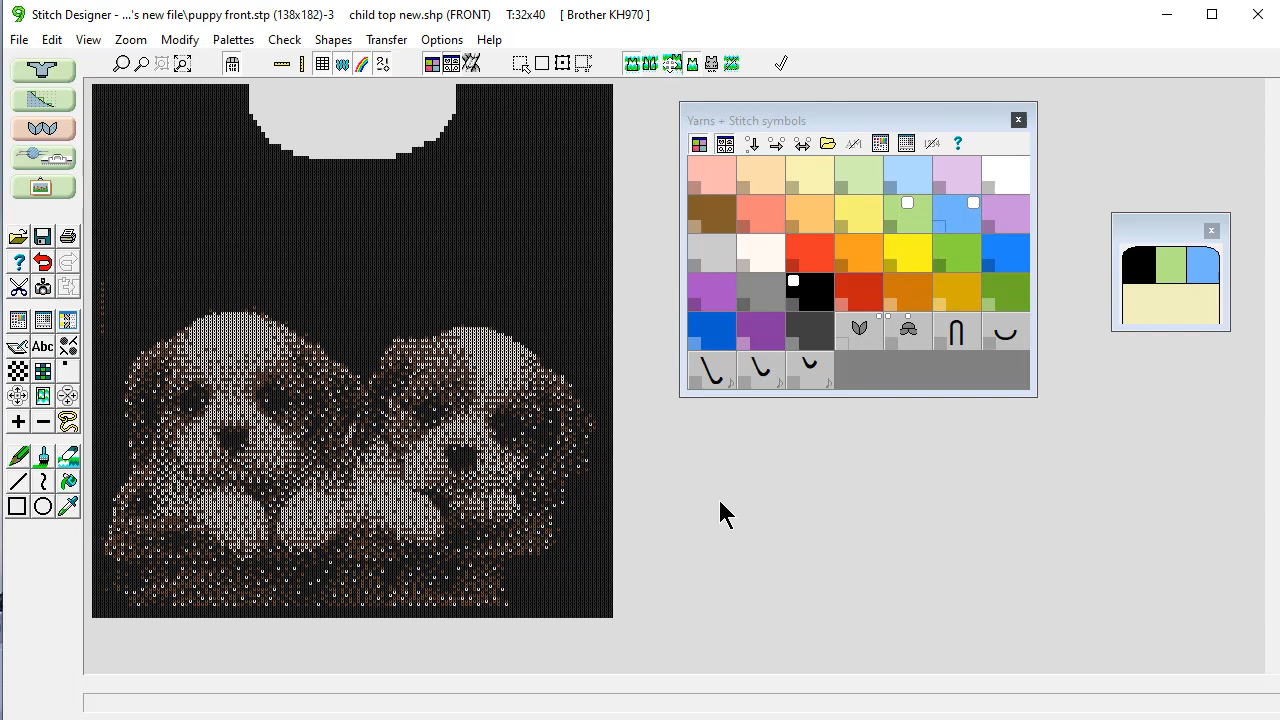 Stitch Designer - ...'s new file\puppy front.stp (138x182)-3 child top new.shp (FRONT) T:32x40 [ Brother KH970 ]
File Edit View Zoom Modify Palettes Check Shapes Transfer Options Help
Yarns + Stitch symbols
Abc